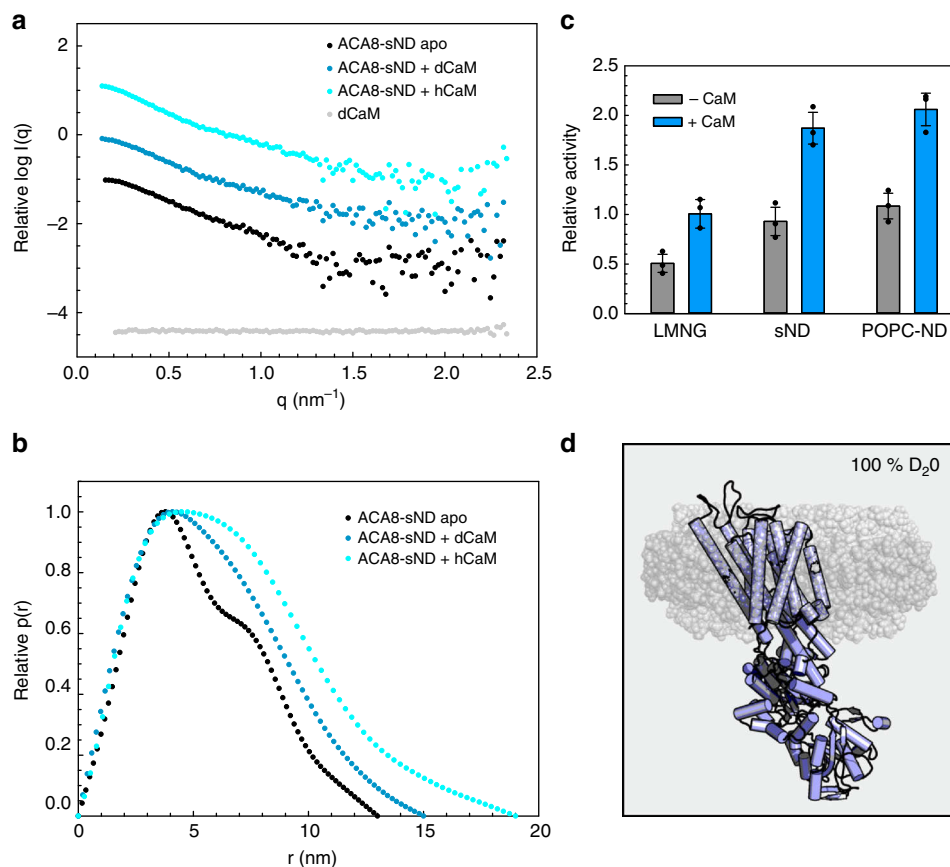 a
2
0
−2
−4
Relative log I(q)
ACA8-sND apo
ACA8-sND + dCaM
ACA8-sND + hCaM
dCaM
0.0 0.5 1.0 1.5 2.0 2.5
q (nm−1)
b
1.0
0.8
0.6
0.4
0.2
0.0
Relative p(r)
ACA8-sND apo
ACA8-sND + dCaM
ACA8-sND + hCaM
0 5 10 15 20
r (nm)
c
2.5
2.0
1.5
1.0
0.5
0.0
Relative activity
− CaM
+ CaM
LMNG sND POPC-ND
d
100 % D20